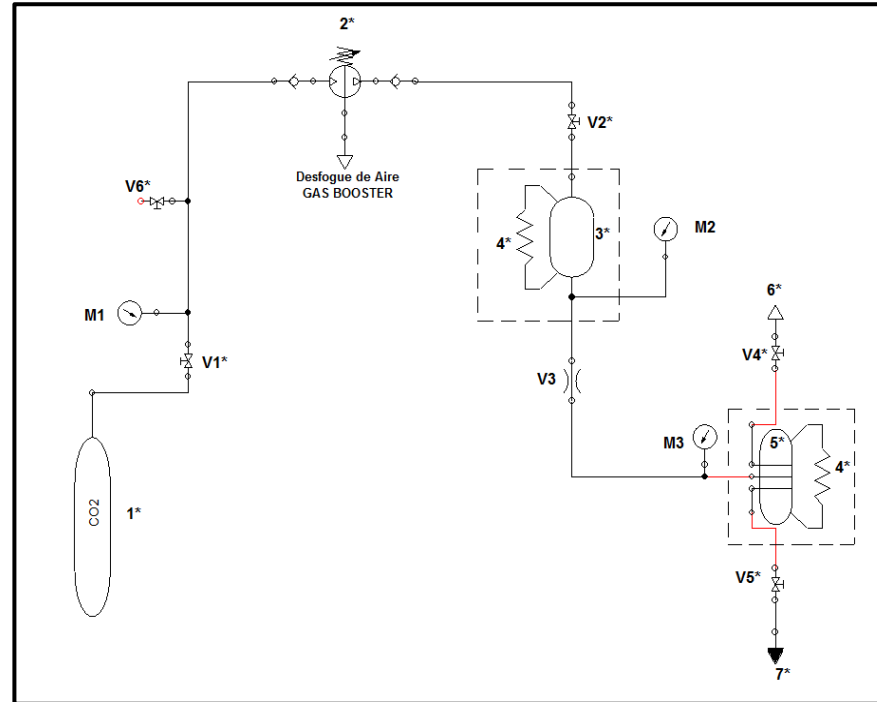 2*
V2*
Desfogue de Aire
GAS BOOSTER
V6*
4*
3*
M2
M1
V1*
6*
V4*
V3
M3
5*
4*
CO2
1*
V5*
7*